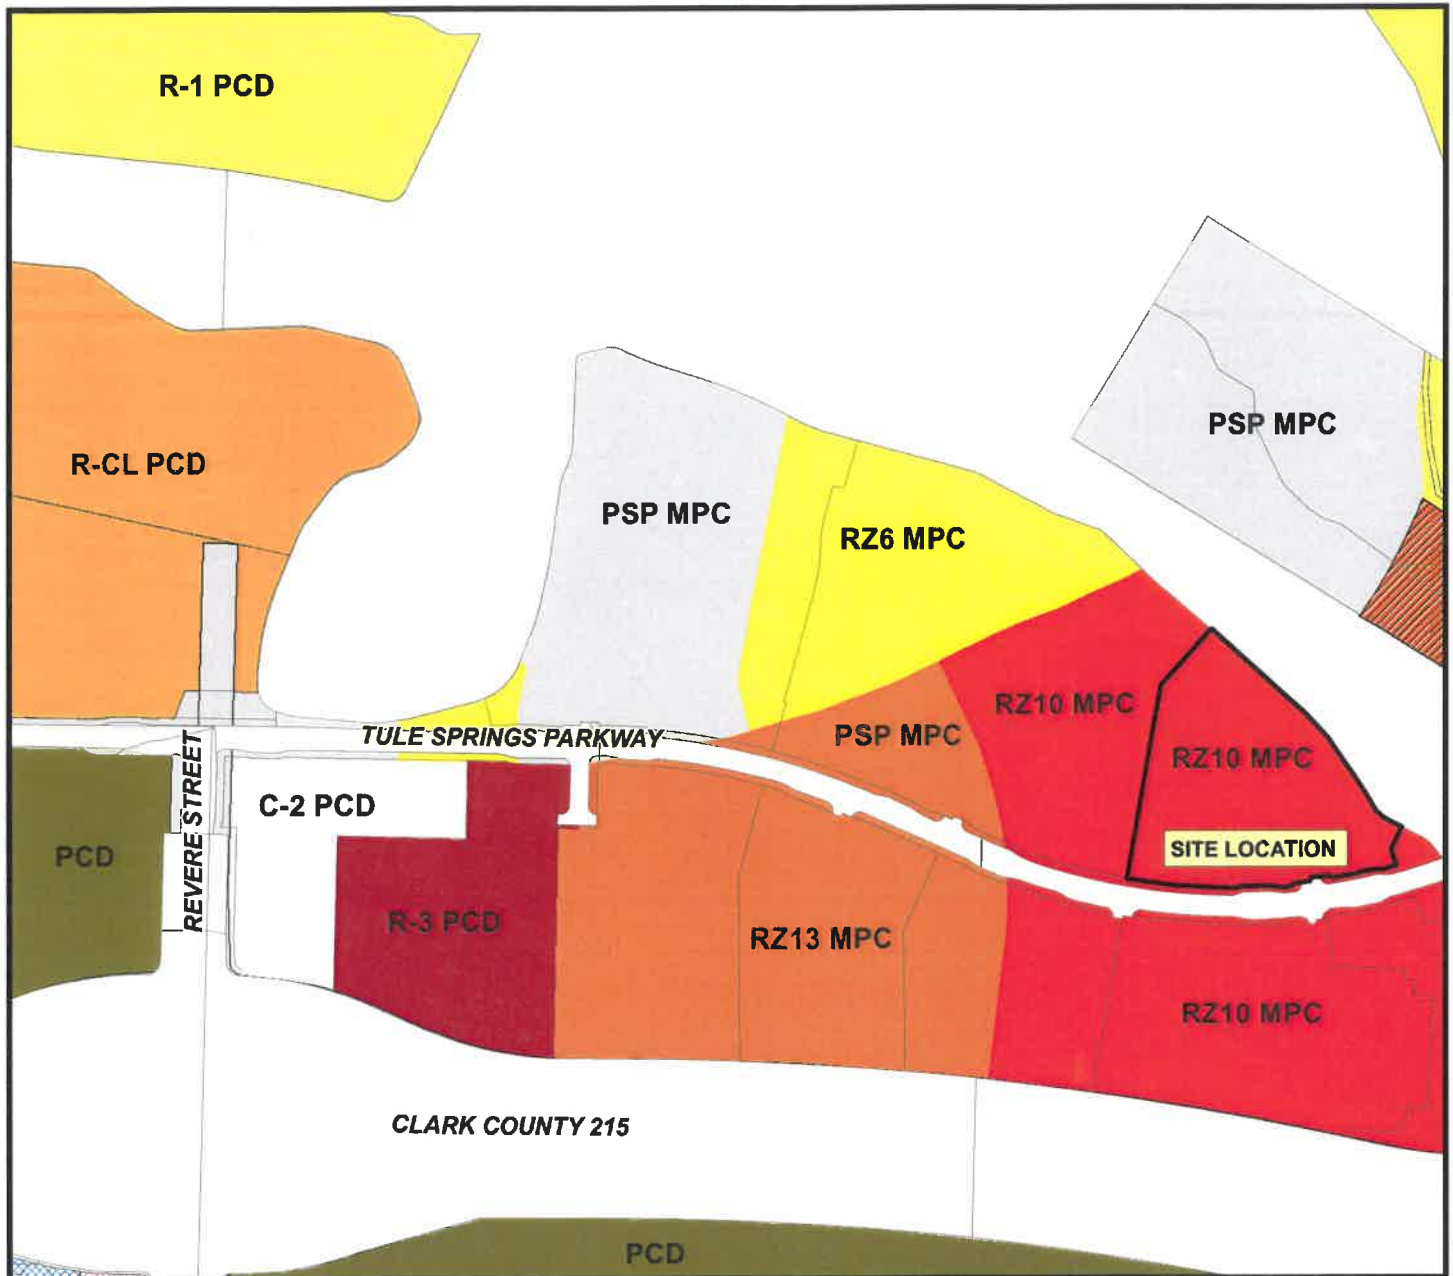 R-1 PCD
PSP MPC
R-CL PCD
PSP MPC
RZ6 MPC
RZ10 MPC
TULE SPRINGS PARKWAY
PSP MPC
RZ10 MPC
REVERE STREET
C-2 PCD
SITE LOCATION
PCD
R-3 PCD
RZ13 MPC
RZ10 MPC
CLARK COUNTY 215
PCD